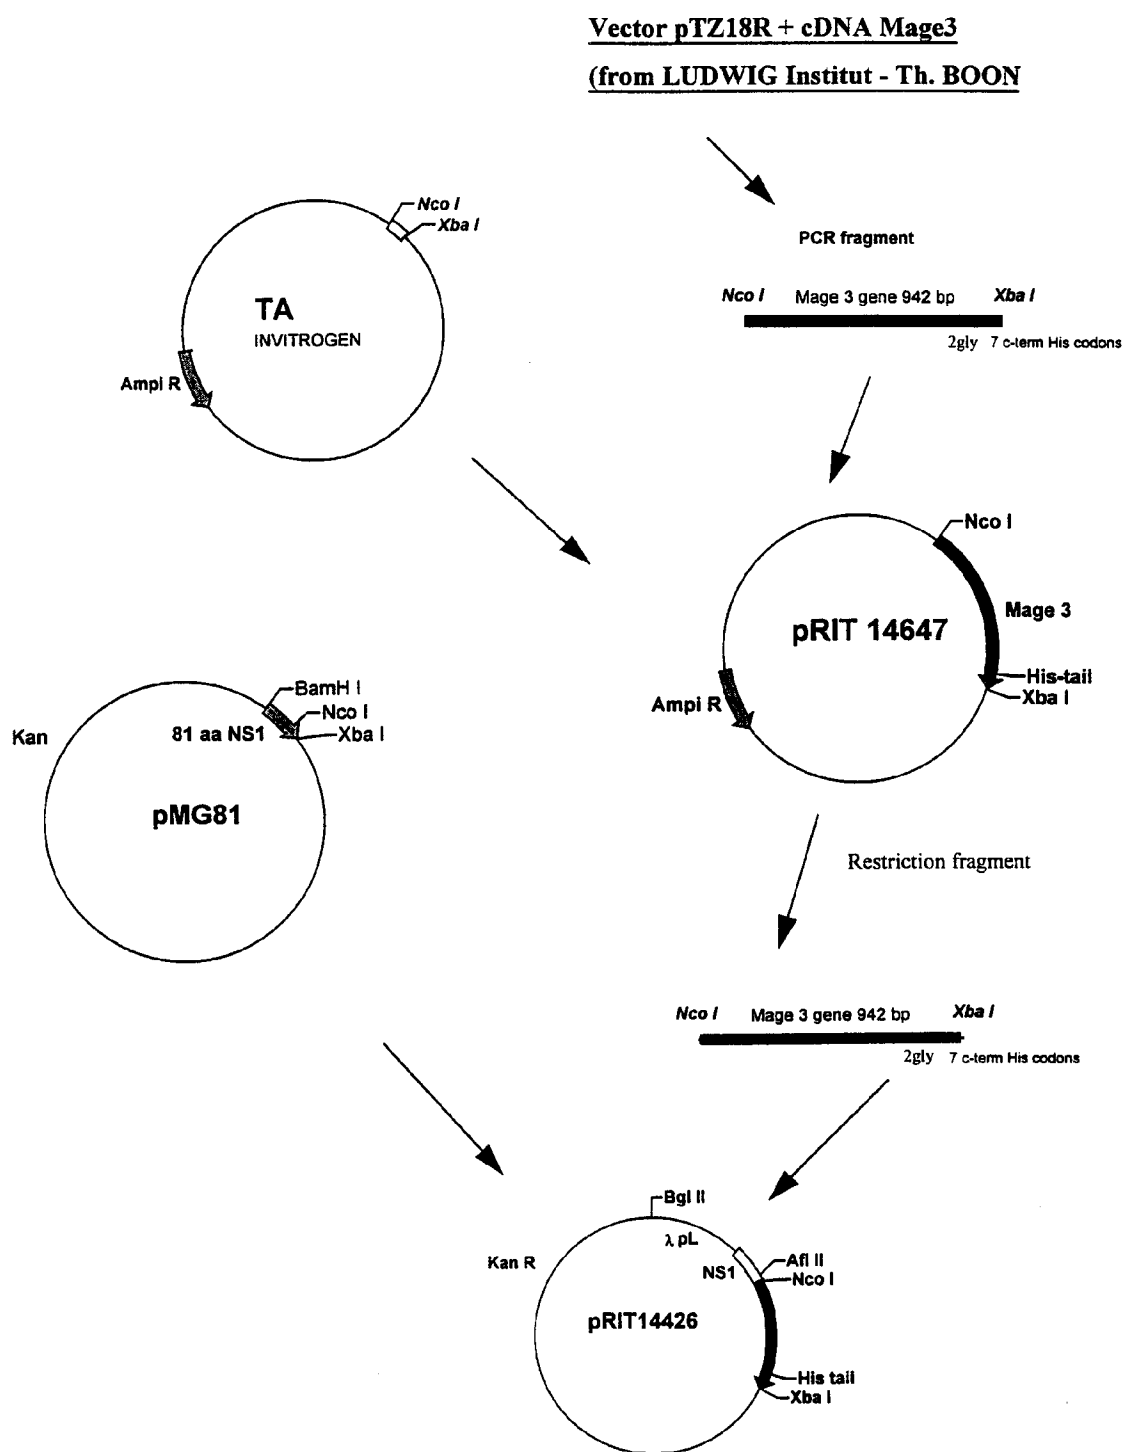 Vector pTZ18R + cDNA Mage3
(from LUDWIG Institut - Th. BOON
Nco I
Xba I
TA
INVITROGEN
Ampi R
PCR fragment
Nco I Mage 3 gene 942 bp Xba I
2gly 7 c-term His codons
Nco I
Mage 3
pRIT 14647
His-tail
Xba I
Ampi R
BamH I
Nco I
81 aa NS1
Xba I
Kan
pMG81
Restriction fragment
Nco I Mage 3 gene 942 bp Xba I
2gly 7 c-term His codons
Bgl II
λ pL
Kan R
NS1
Afl II
Nco I
pRIT14426
His tail
Xba I